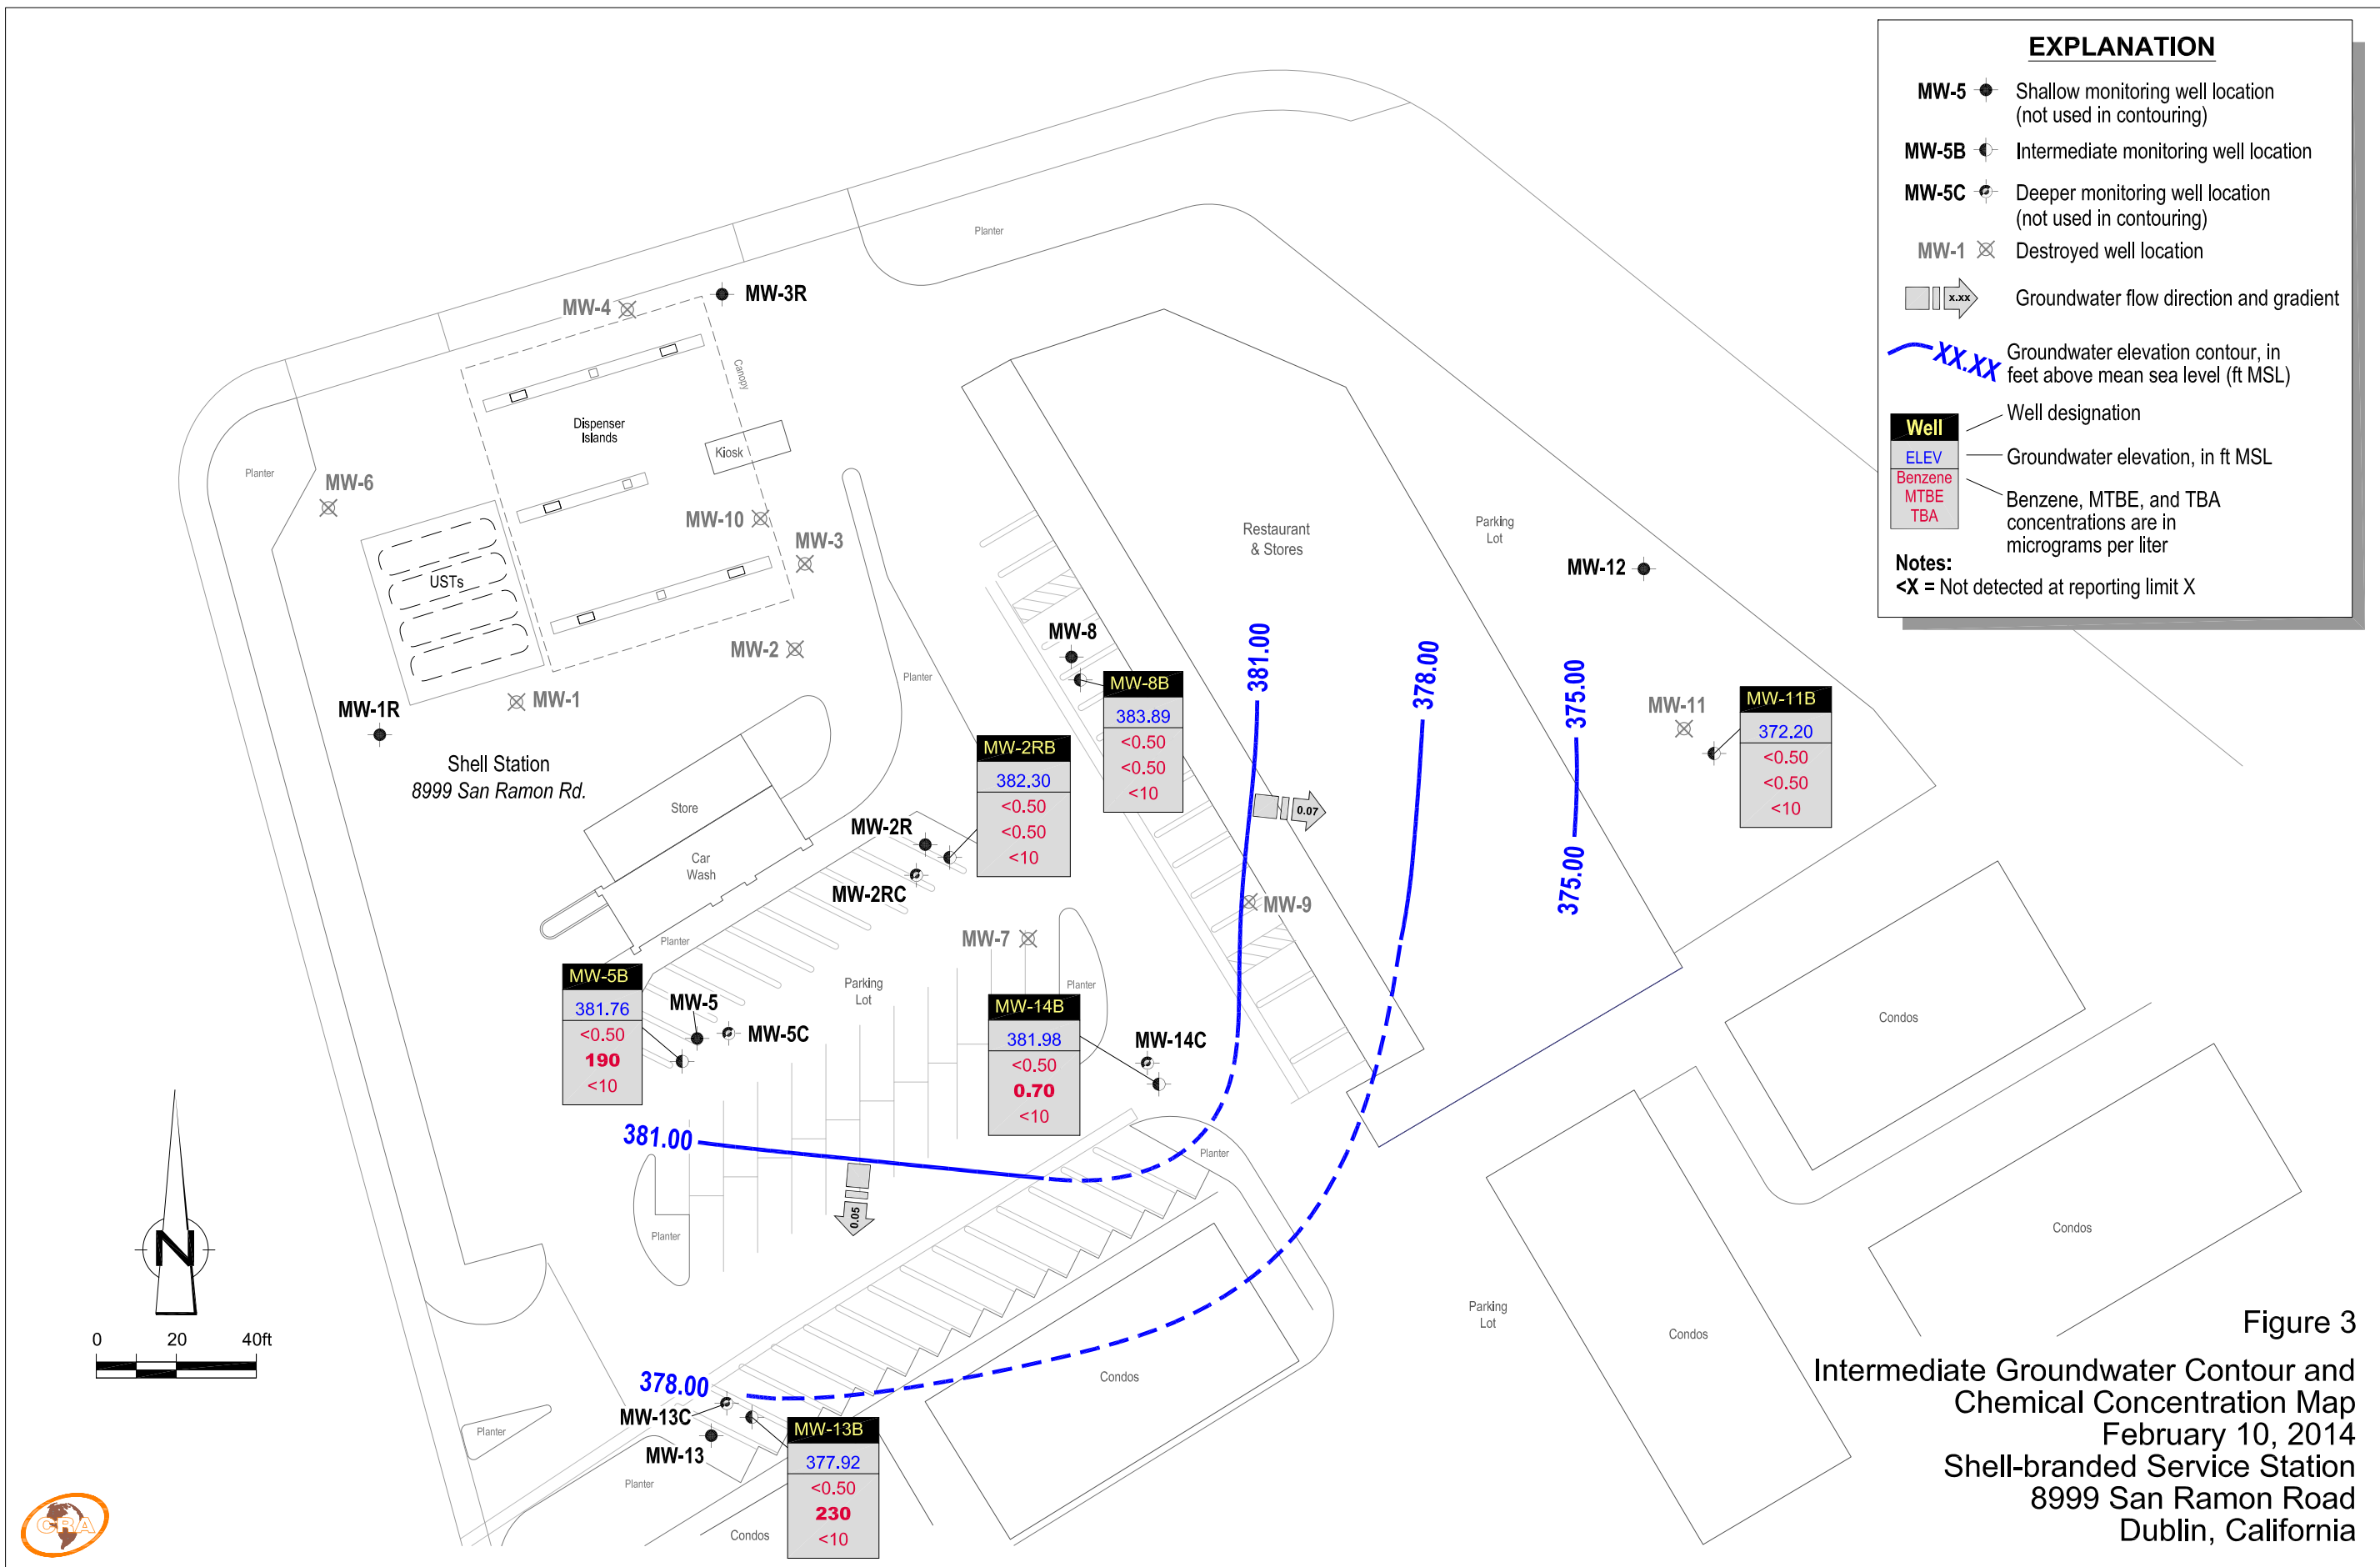 EXPLANATION
MW-5 Shallow monitoring well location
(not used in contouring)
MW-5B Intermediate monitoring well location
MW-5C Deeper monitoring well location
(not used in contouring)
MW-1 Destroyed well location
x.xx Groundwater flow direction and gradient
XX.XX Groundwater elevation contour, in
feet above mean sea level (ft MSL)
Well
ELEV
Benzene
MTBE
TBA
Well designation
Groundwater elevation, in ft MSL
Benzene, MTBE, and TBA
concentrations are in
micrograms per liter
Notes:
<X = Not detected at reporting limit X
Planter
MW-4
MW-3R
Canopy
Dispenser
Islands
Kiosk
Planter
MW-6
MW-10
MW-3
USTs
MW-2
MW-1
MW-1R
Shell Station
8999 San Ramon Rd.
Store
Car
Wash
Planter
Planter
Restaurant
& Stores
Parking
Lot
MW-12
MW-8
MW-8B
383.89
<0.50
<0.50
<10
381.00
378.00
375.00
375.00
MW-11
MW-11B
372.20
<0.50
<0.50
<10
MW-2RB
382.30
<0.50
<0.50
<10
0.07
MW-2R
MW-2RC
MW-9
MW-7
Planter
Parking
Lot
MW-5B
381.76
<0.50
190
<10
MW-5
MW-5C
MW-14B
381.98
<0.50
0.70
<10
MW-14C
381.00
0.05
Planter
Planter
Condos
Condos
Condos
Condos
Condos
Parking
Lot
N
0 20 40ft
378.00
MW-13C
MW-13
MW-13B
377.92
<0.50
230
<10
Planter
Planter
CRA
Figure 3
Intermediate Groundwater Contour and
Chemical Concentration Map
February 10, 2014
Shell-branded Service Station
8999 San Ramon Road
Dublin, California